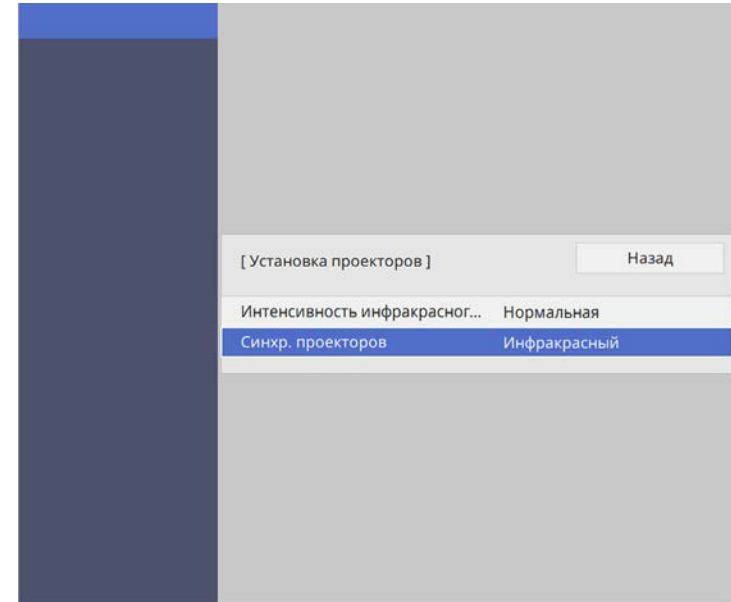 [ Установка проекторов ] Назад
Интенсивность инфракрасног... Нормальная
Синхр. проекторов Инфракрасный